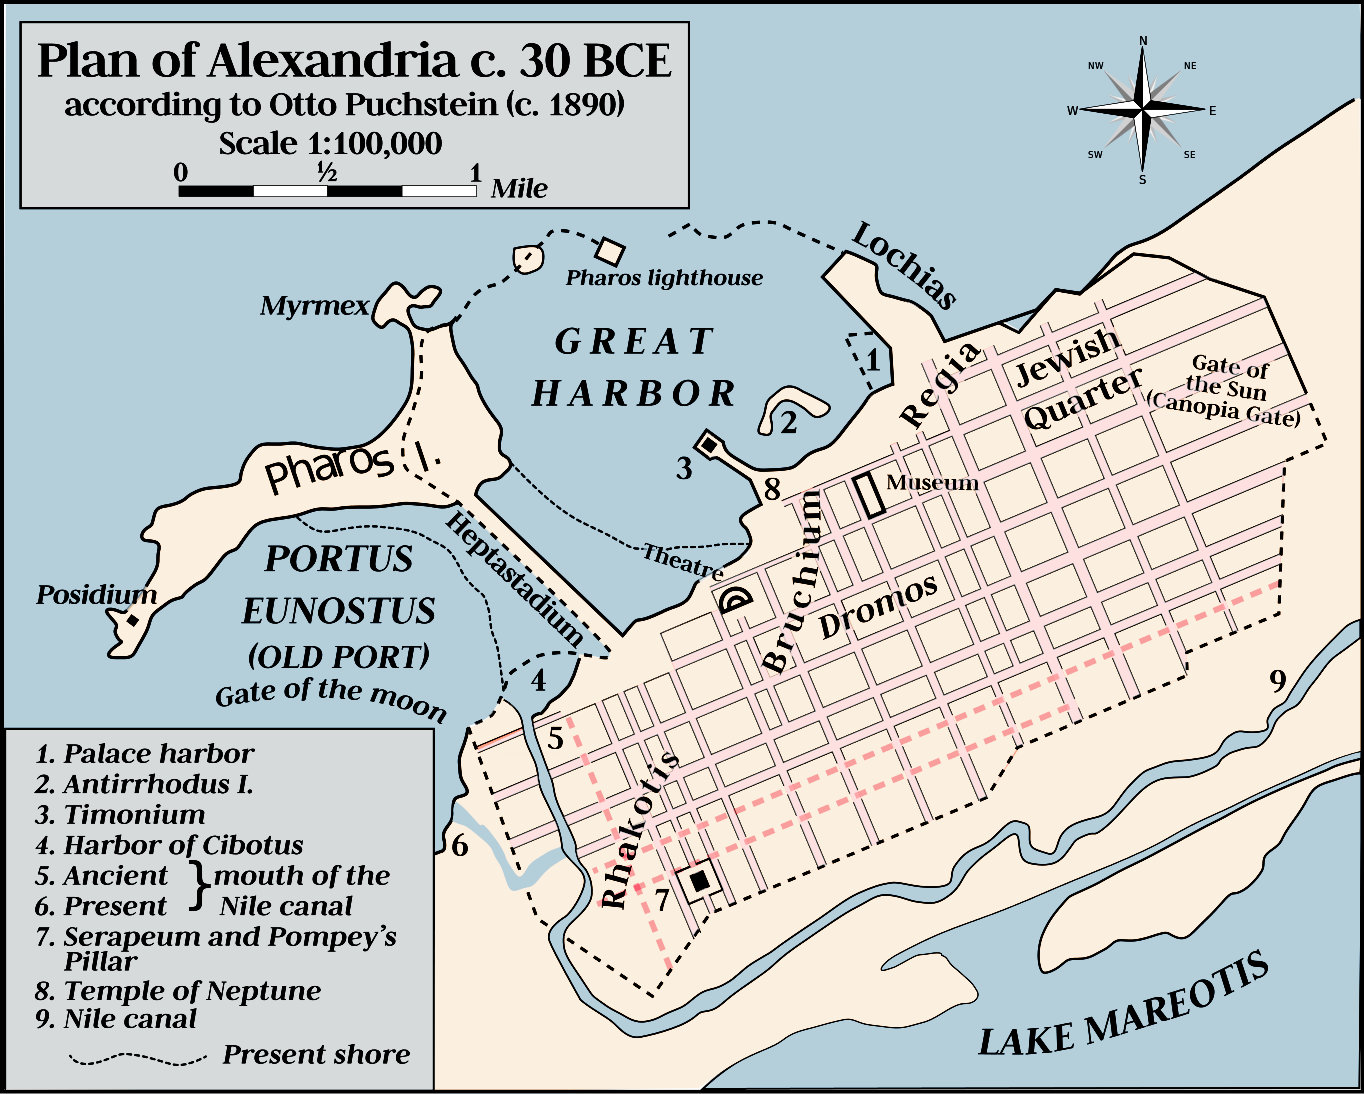 Plan of Alexandria c. 30 BCE
according to Otto Puchstein (c. 1890)
Scale 1:100,000
0 ½ 1
Mile
N
NW NE
W E
SW SE
S
Lochias
Pharos lighthouse
Myrmex
GREAT
HARBOR
1
Regia
Jewish
Quarter
Gate of
the Sun
(Canopia Gate)
2
3
8
Museum
Pharos I.
Heptastadium
Theatre
Bruchium
Dromos
PORTUS
EUNOSTUS
(OLD PORT)
Posidium
Gate of the moon
4
5
9
6
Rhakotis
7
LAKE MAREOTIS
1. Palace harbor
2. Antirrhodus I.
3. Timonium
4. Harbor of Cibotus
5. Ancient } mouth of the
6. Present Nile canal
7. Serapeum and Pompey's
Pillar
8. Temple of Neptune
9. Nile canal
Present shore